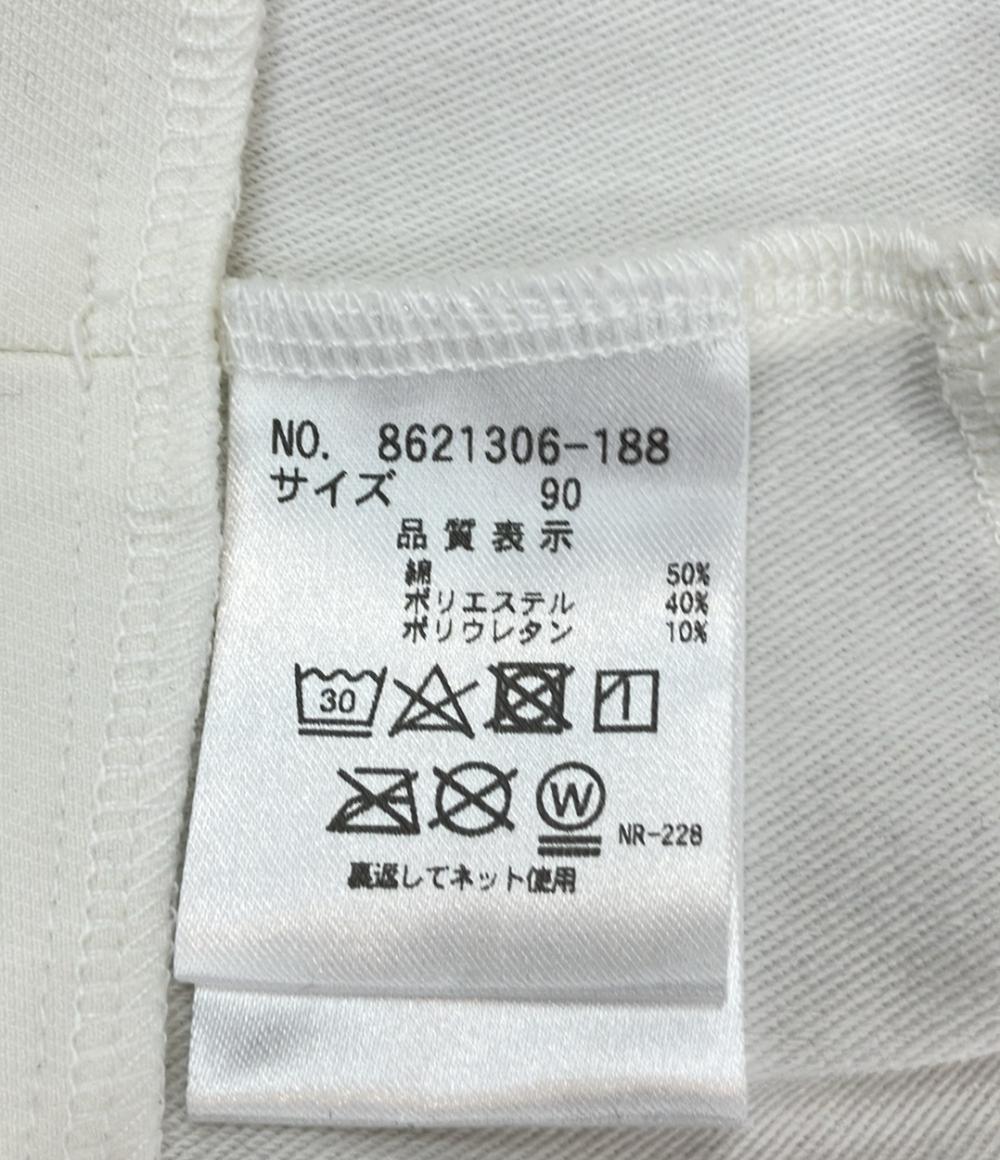 NO. 8621306-188
サイズ 90
品質表示
綿 50%
ポリエステル 40%
ポリウレタン 10%
30
W NR-228
裏返してネット使用